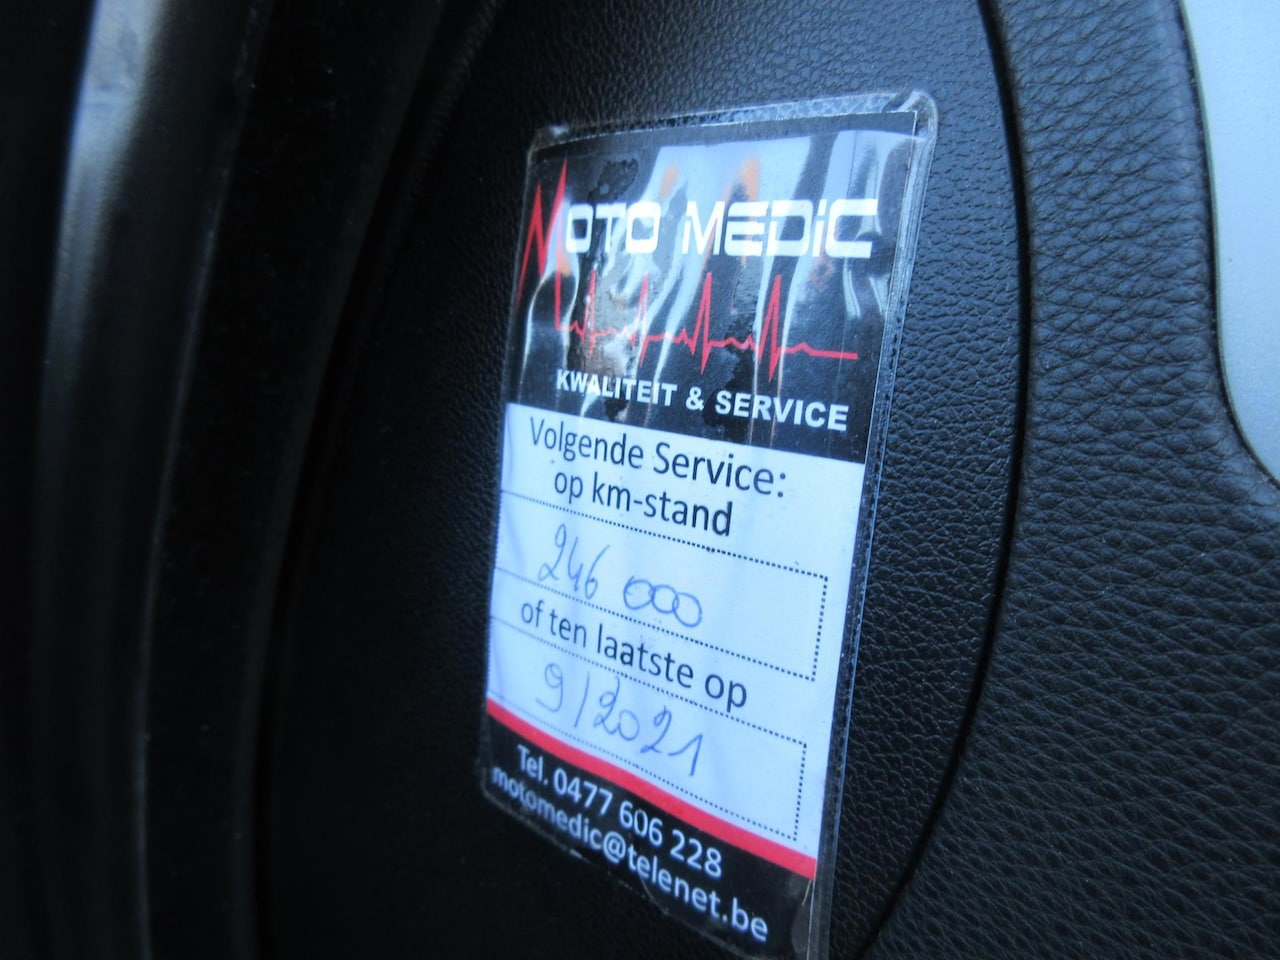 MOTO MEDiC
KWALITEIT & SERVICE
Volgende Service:
op km-stand
246 000
of ten laatste op
9/2021
Tel. 0477 606 228
motomedic@telenet.be